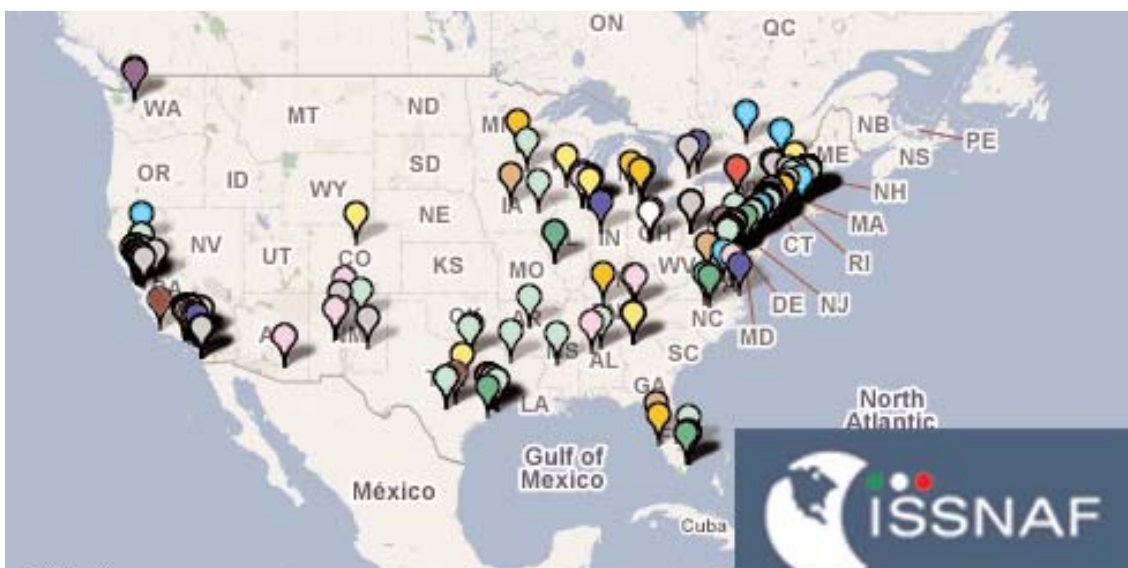 ON
QC
WA
MT
ND
NB
PE
ME
NS
OR
ID
SD
WY
NH
IA
NE
MA
NV
OH
IN
CT
UT
CO
RI
KS
MO
WV
DE
NJ
NC
MD
OK
AR
NM
MS
AL
SC
GA
LA
North
Atlantic
Gulf of
Mexico
México
ISSNAF
Cuba